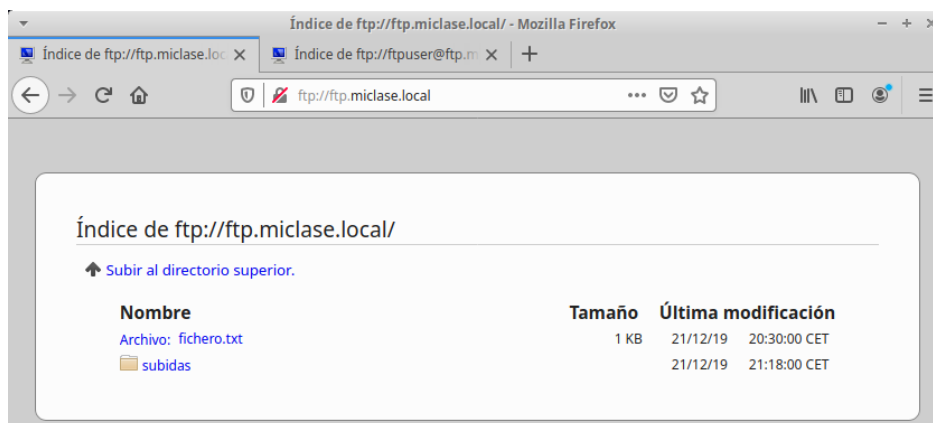 Índice de ftp://ftp.miclase.local/ - Mozilla Firefox
Índice de ftp://ftp.miclase.loc
Índice de ftp://ftpuser@ftp.m
ftp://ftp.miclase.local
Índice de ftp://ftp.miclase.local/
Subir al directorio superior.
Nombre Tamaño Última modificación
Archivo: fichero.txt 1 KB 21/12/19 20:30:00 CET
subidas 21/12/19 21:18:00 CET